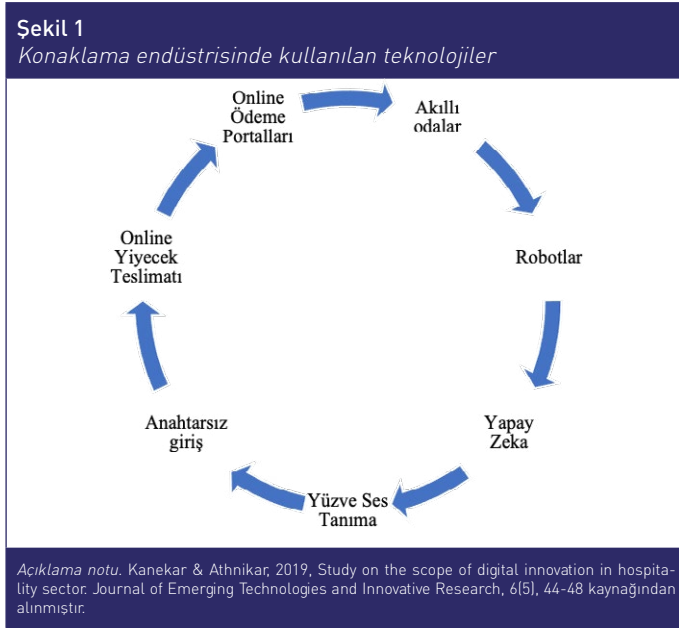 Şekil 1
Konaklama endüstrisinde kullanılan teknolojiler
Online
Ödeme
Portalları
Akıllı
odalar
Robotlar
Yapay
Zeka
Yüzve Ses
Tanıma
Anahtarsız
giriş
Online
Yiyecek
Teslimatı
Açıklama notu. Kanekar & Athnikar, 2019, Study on the scope of digital innovation in hospita-
lity sector. Journal of Emerging Technologies and Innovative Research, 6(5), 44-48 kaynağından
alınmıştır.